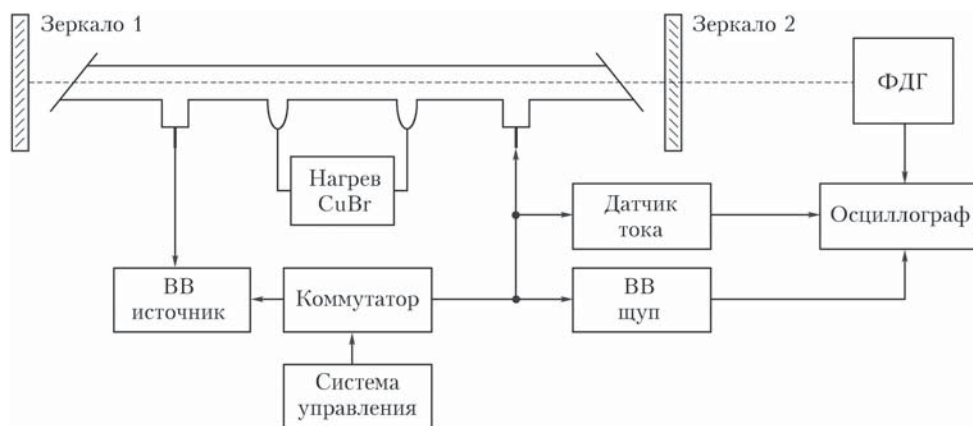 Зеркало 1
Зеркало 2
ФДГ
Нагрев
CuBr
Датчик
тока
Осциллограф
ВВ
источник
Коммутатор
ВВ
щуп
Система
управления